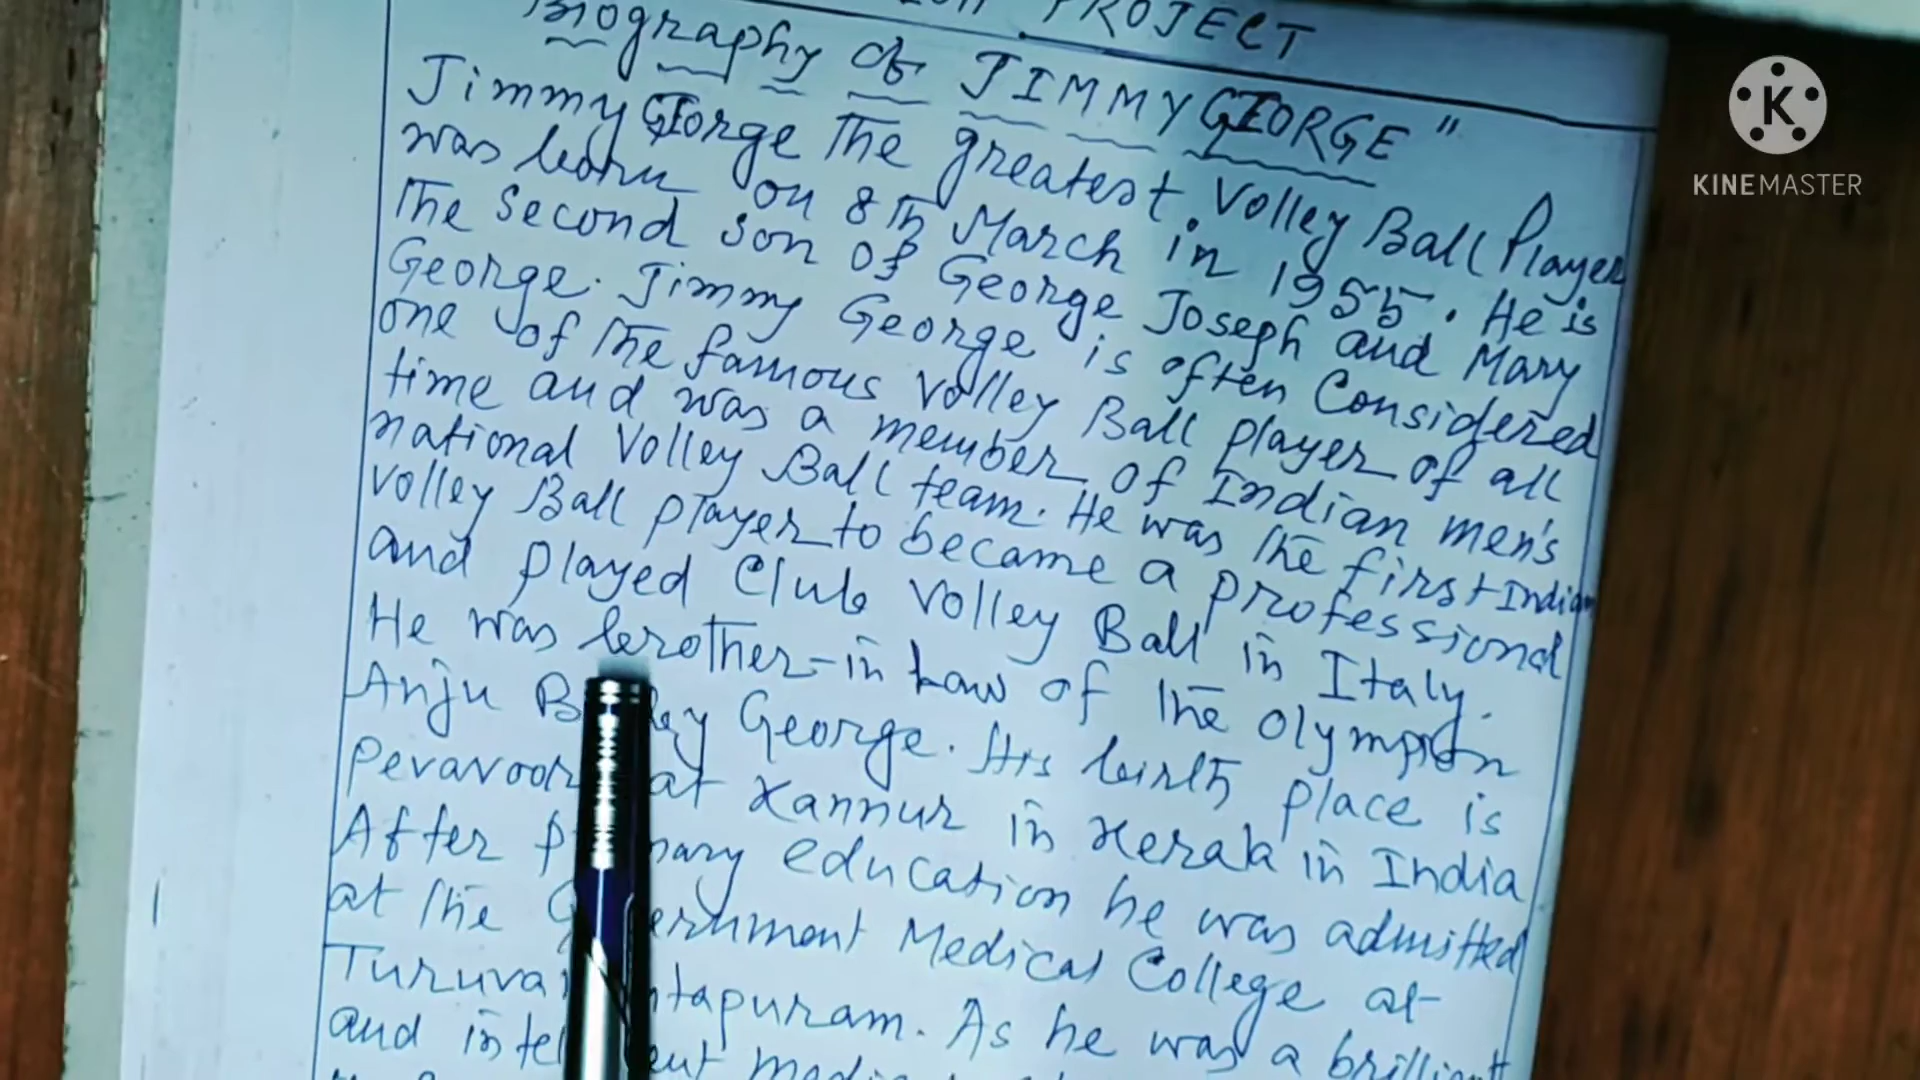 PROJECT
Biography of JIMMY GEORGE"
Jimmy George the greatest Volley Ball Player
was born on 8th March in 1955. He is
the second son of George Joseph and Mary
George. Jimmy George is often Considered
one of the famous Volley Ball player of all
time and was a member of Indian men's
national Volley Ball team. He was the first Indian
volley Ball player to became a professional
and played Club Volley Ball in Italy.
He was brother-in Law of the Olympian
Anju George. His birth place is
Peravoor at Kannur in Kerala in India
After education he was admitted
at the Medical College at
As he was a brilliant
and
KINEMASTER